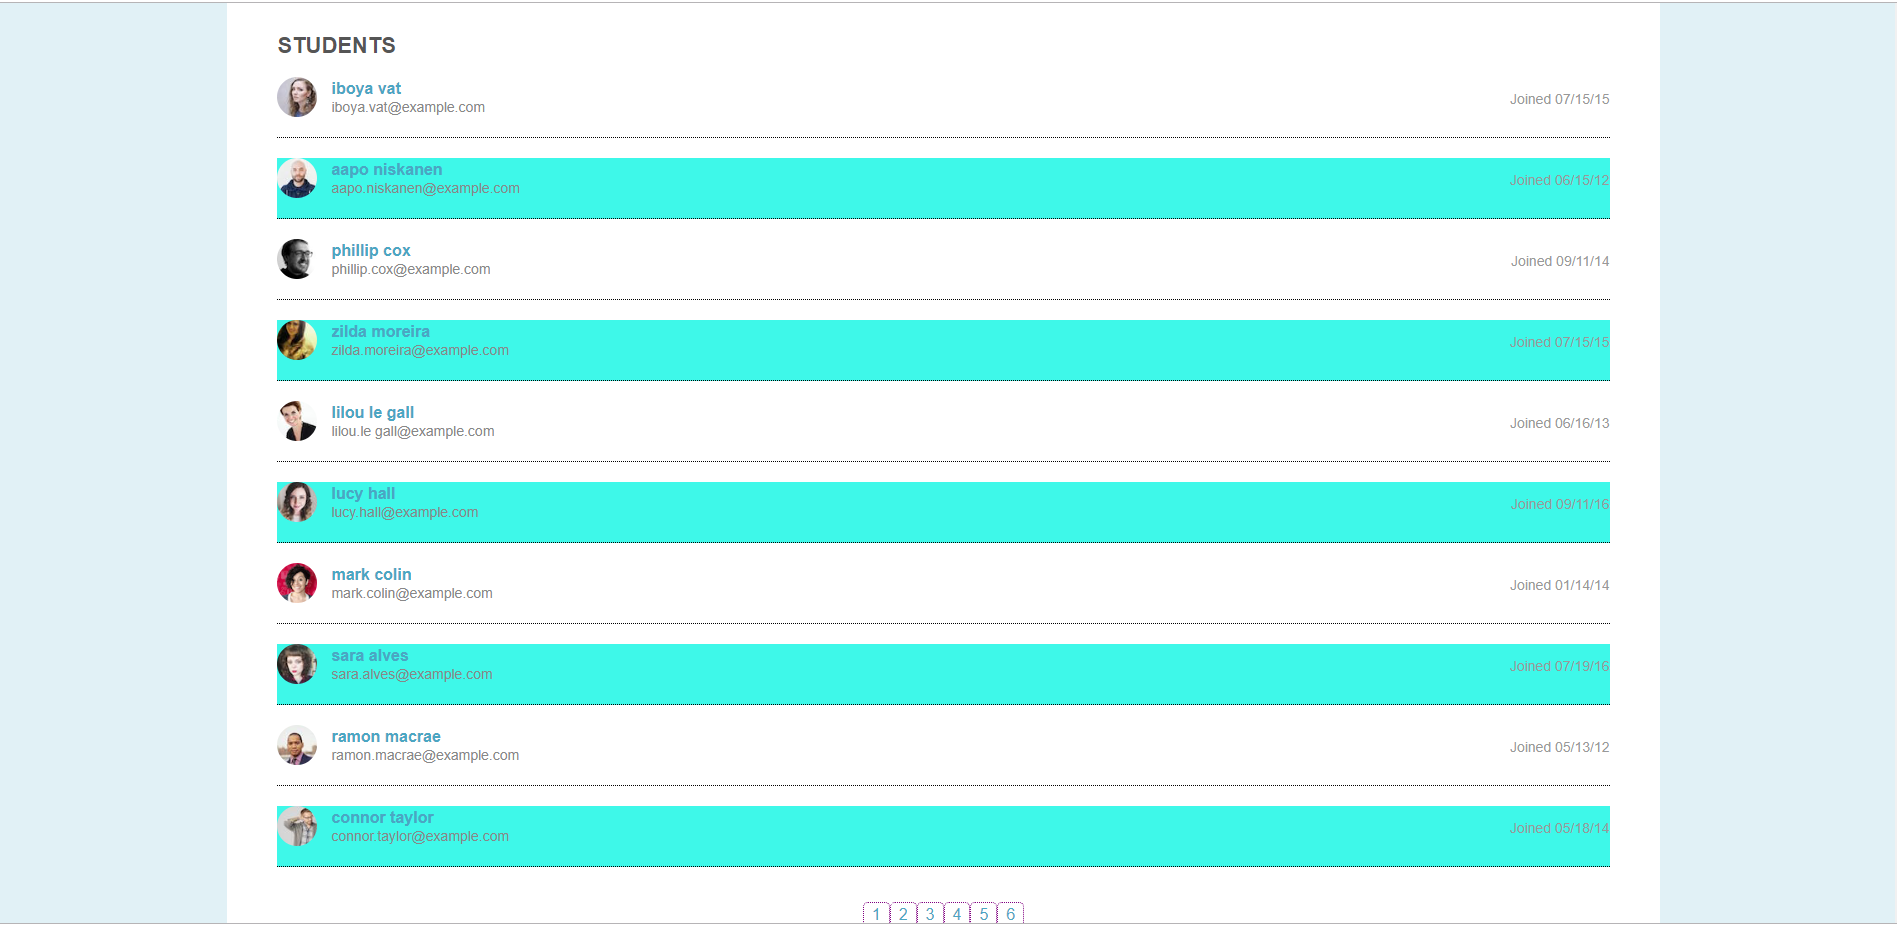 STUDENTS
iboya vat
iboya.vat@example.com
Joined 07/15/15
aapo niskanen
aapo.niskanen@example.com
Joined 06/15/12
phillip cox
phillip.cox@example.com
Joined 09/11/14
zilda moreira
zilda.moreira@example.com
Joined 07/15/15
lilou le gall
lilou.le gall@example.com
Joined 06/16/13
lucy hall
lucy.hall@example.com
Joined 09/11/16
mark colin
mark.colin@example.com
Joined 01/14/14
sara alves
sara.alves@example.com
Joined 07/19/16
ramon macrae
ramon.macrae@example.com
Joined 05/13/12
connor taylor
connor.taylor@example.com
Joined 05/18/14
1 2 3 4 5 6